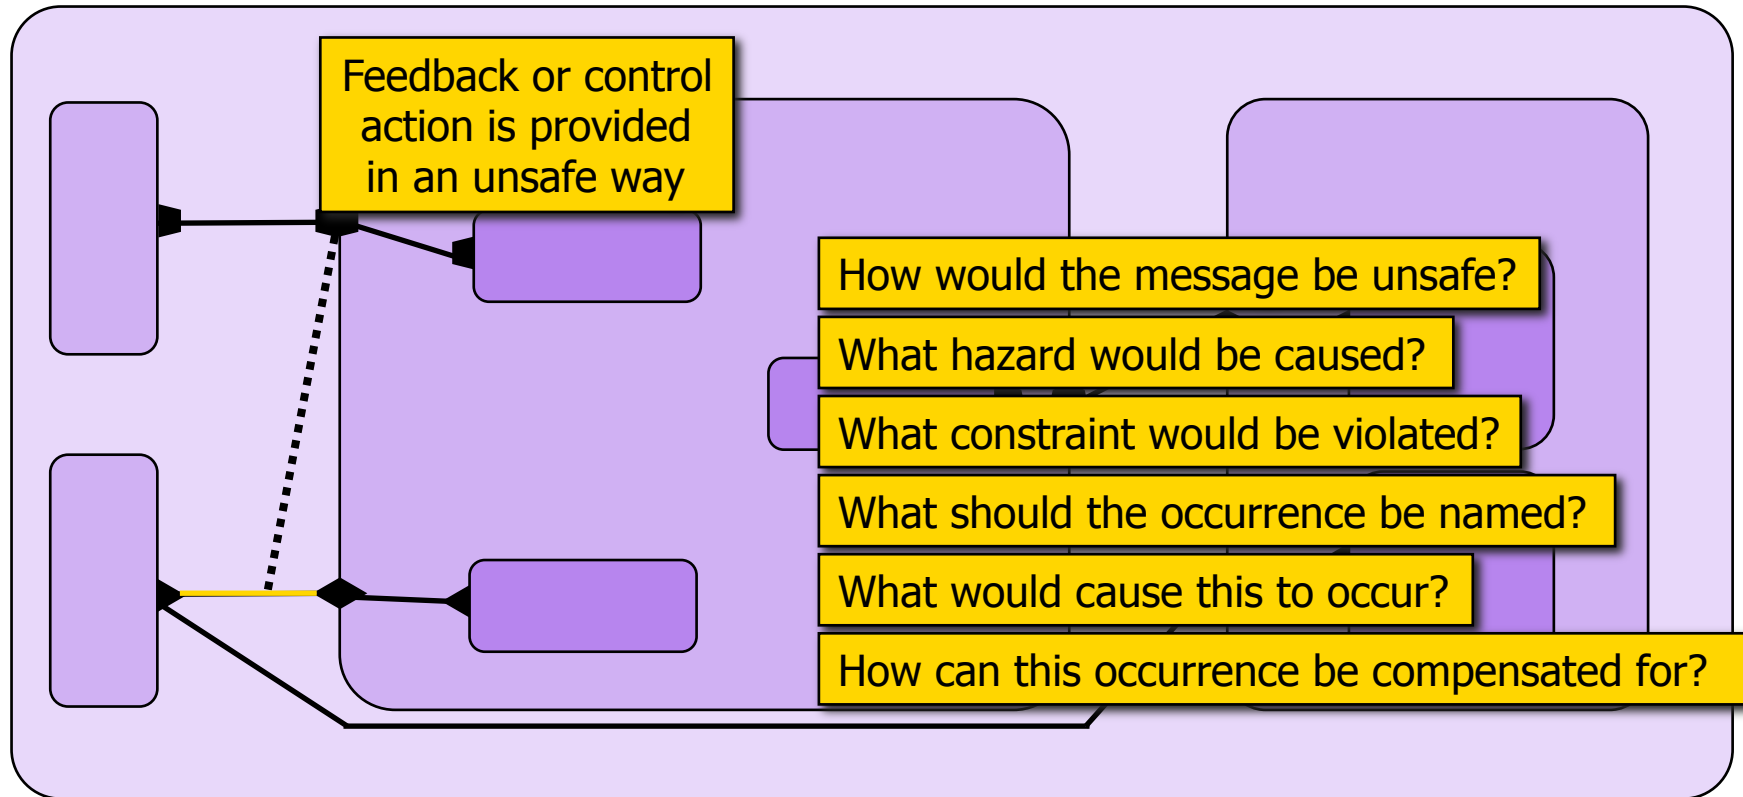 Feedback or control
action is provided
in an unsafe way
How would the message be unsafe?
What hazard would be caused?
What constraint would be violated?
What should the occurrence be named?
What would cause this to occur?
How can this occurrence be compensated for?